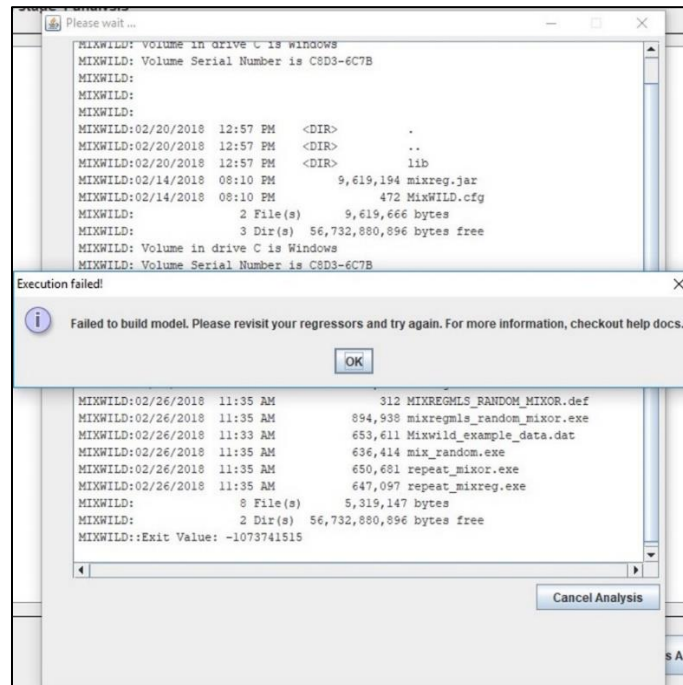 Please wait ...
MIXWILD: Volume in drive C is Windows
MIXWILD: Volume Serial Number is C8D3-6C7B
MIXWILD:
MIXWILD:
MIXWILD:
MIXWILD:02/20/2018 12:57 PM <DIR> .
MIXWILD:02/20/2018 12:57 PM <DIR> ..
MIXWILD:02/20/2018 12:57 PM <DIR> lib
MIXWILD:02/14/2018 08:10 PM 9,619,194 mixreg.jar
MIXWILD:02/14/2018 08:10 PM 472 MixWILD.cfg
MIXWILD: 2 File(s) 9,619,666 bytes
MIXWILD: 3 Dir(s) 56,732,880,896 bytes free
MIXWILD: Volume in drive C is Windows
MIXWILD: Volume Serial Number is C8D3-6C7B
Execution failed!
Failed to build model. Please revisit your regressors and try again. For more information, checkout help docs.
OK
MIXWILD:02/26/2018 11:35 AM 312 MIXREGMLS_RANDOM_MIXOR.def
MIXWILD:02/26/2018 11:35 AM 894,938 mixregmls_random_mixor.exe
MIXWILD:02/26/2018 11:33 AM 653,611 Mixwild_example_data.dat
MIXWILD:02/26/2018 11:35 AM 636,414 mix_random.exe
MIXWILD:02/26/2018 11:35 AM 650,681 repeat_mixor.exe
MIXWILD:02/26/2018 11:35 AM 647,097 repeat_mixreg.exe
MIXWILD: 8 File(s) 5,319,147 bytes
MIXWILD: 2 Dir(s) 56,732,880,896 bytes free
MIXWILD::Exit Value: -1073741515
Cancel Analysis
s A